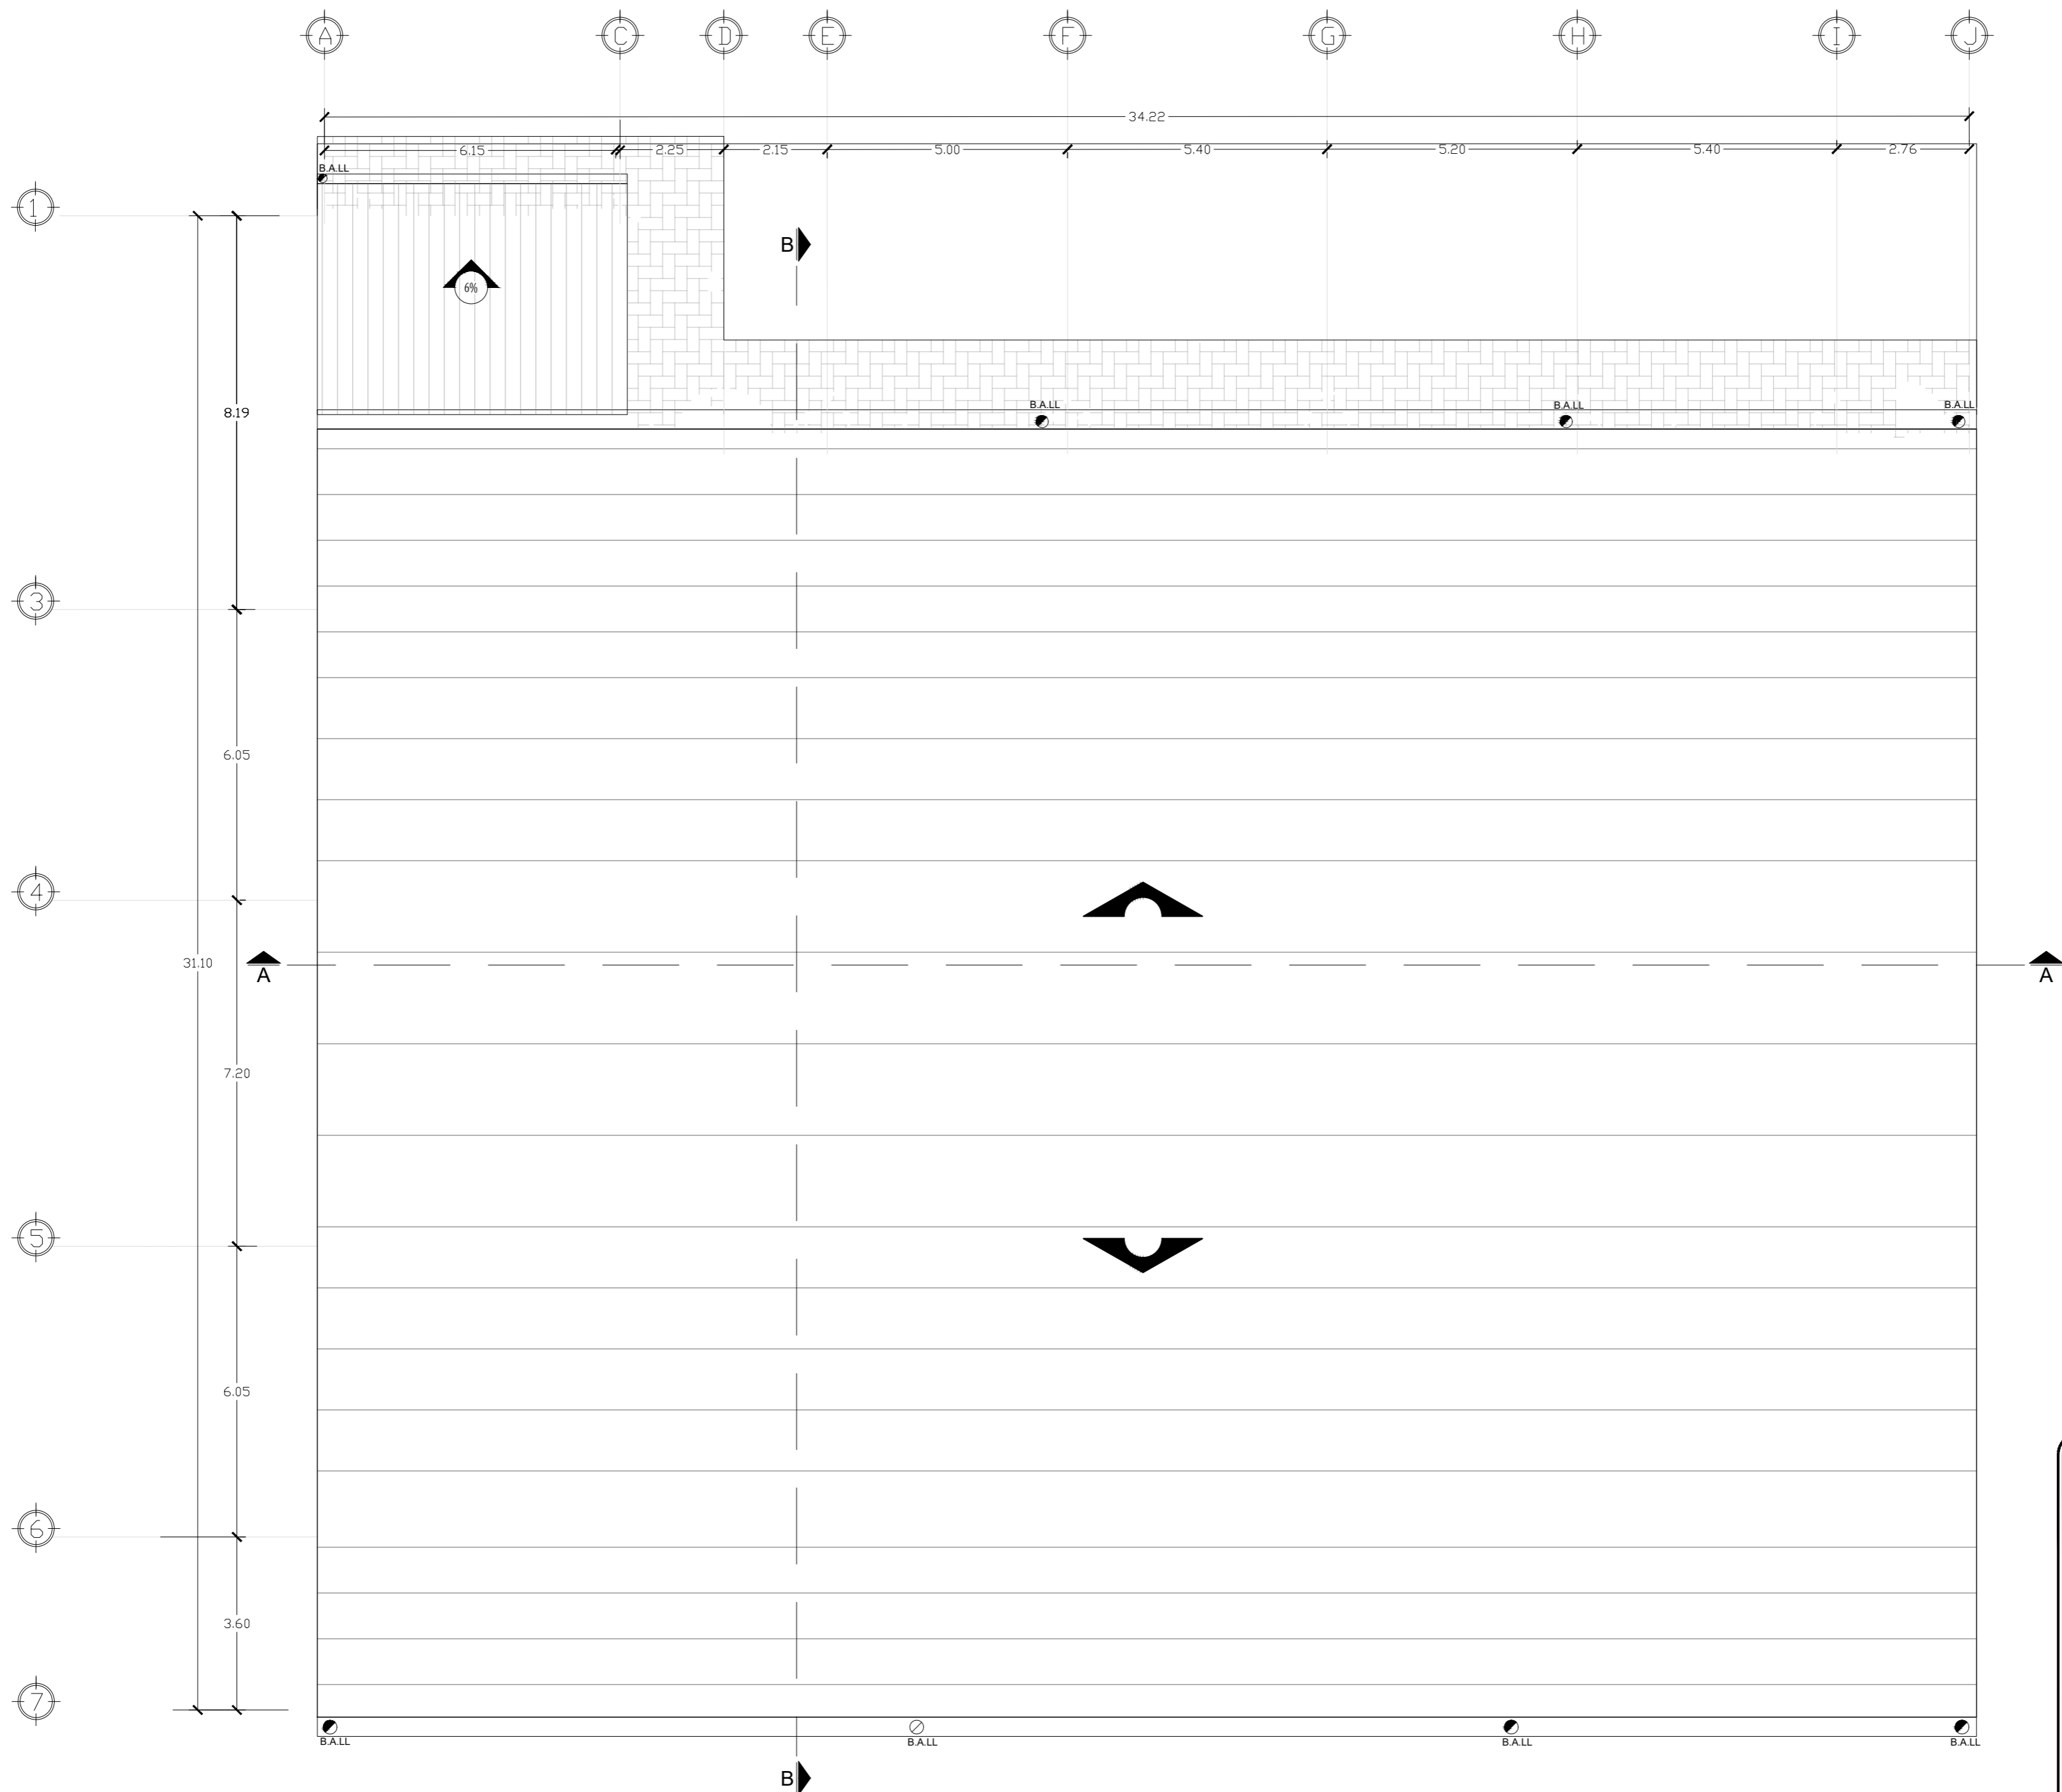 A C D E F G H I J
34.22
6.15 2.25 2.15 5.00 5.40 5.20 5.40 2.76
B.A.LL
1
B
6%
B.A.LL B.A.LL B.A.LL
8.19
3
6.05
4
31.10
A A
7.20
5
6.05
6
3.60
7
B.A.LL B.A.LL B.A.LL B.A.LL
B